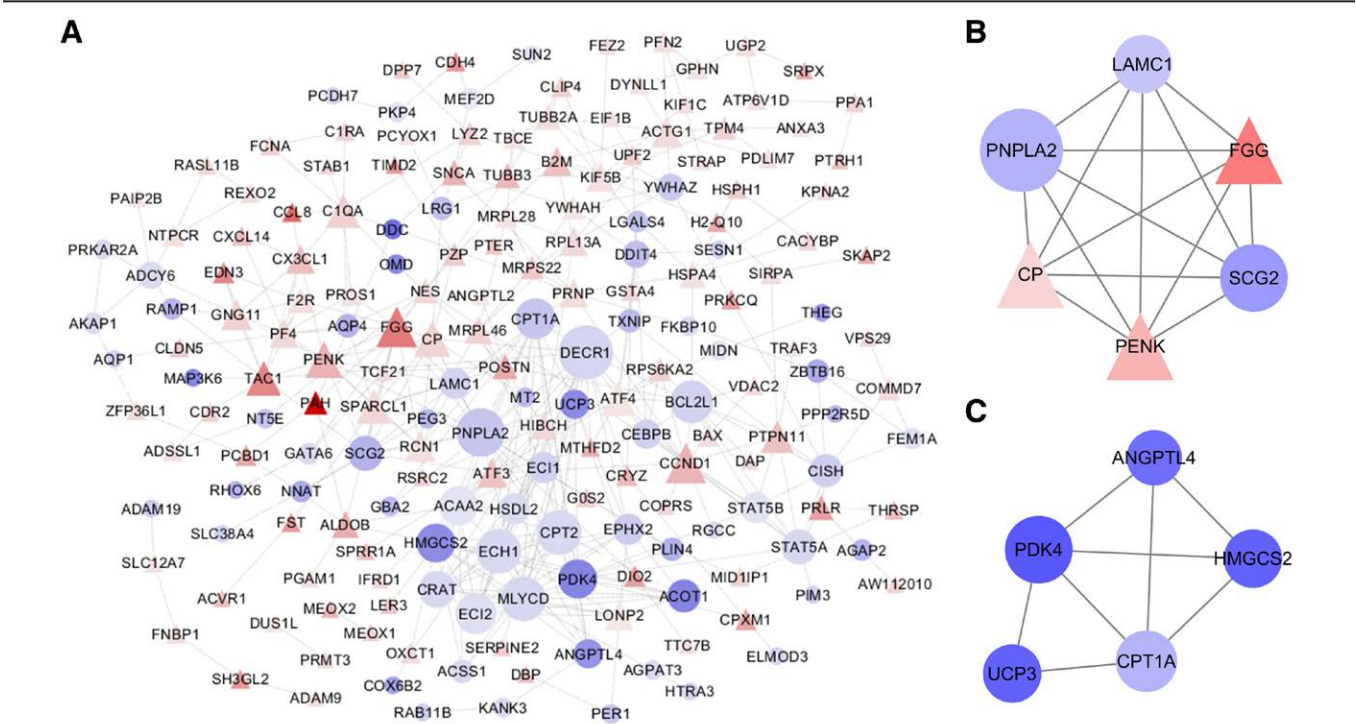 A
B
C
SUN2
FEZ2
PFN2
UGP2
DPP7
CDH4
GPHN
SRPX
PCDH7
MEF2D
CLIP4
DYNLL1
PKP4
KIF1C
ATP6V1D
PPA1
C1RA
PCYOX1
LYZ2
TBCE
TUBB2A
EIF1B
ACTG1
TPM4
ANXA3
FCNA
STAB1
TIMD2
SNCA
TUBB3
B2M
UPF2
STRAP
PDLIM7
PTRH1
RASL11B
REXO2
KIF5B
YWHAZ
HSPH1
KPNA2
PAIP2B
CCL8
C1QA
LRG1
MRPL28
YWHAH
LGALS4
H2-Q10
NTPCR
CXCL14
DDC
PRKAR2A
CX3CL1
OMD
PZP
PTER
RPL13A
DDIT4
SESN1
CACYBP
SKAP2
ADCY6
EDN3
MRPS22
HSPA4
SIRPA
RAMP1
F2R
PROS1
NES
ANGPTL2
PRNP
GSTA4
PRKCQ
AKAP1
GNG11
PF4
AQP4
FGG
CP
MRPL46
CPT1A
TXNIP
FKBP10
THEG
AQP1
CLDN5
PENK
DECR1
MIDN
TRAF3
VPS29
MAP3K6
TAC1
TCF21
LAMC1
POSTN
RPS6KA2
ZBTB16
VDAC2
COMMD7
ZFP36L1
CDR2
NT5E
PAH
SPARCL1
PEG3
MT2
UCP3
ATF4
BCL2L1
PPP2R5D
PNPLA2
HIBCH
CEBPB
BAX
PTPN11
FEM1A
ADSSL1
PCBD1
GATA6
SCG2
RCN1
MTHFD2
CCND1
DAP
CISH
RHOX6
NNAT
RSRC2
ATF3
ECI1
CRYZ
ADAM19
GBA2
ACAA2
HSDL2
G0S2
COPRS
STAT5B
PRLR
THRSP
SLC38A4
FST
ALDOB
HMGCS2
CPT2
EPHX2
RGCC
SLC12A7
SPRR1A
ECH1
PLIN4
STAT5A
AGAP2
PGAM1
IFRD1
CRAT
PDK4
DIO2
MID1IP1
AW112010
ACVR1
MEOX2
LER3
ECI2
MLYCD
ACOT1
PIM3
FNBP1
DUS1L
MEOX1
LONP2
CPXM1
PRMT3
OXCT1
SERPINE2
ANGPTL4
TTC7B
ELMOD3
SH3GL2
ADAM9
COX6B2
ACSS1
DBP
AGPAT3
HTRA3
RAB11B
KANK3
PER1
LAMC1
PNPLA2
FGG
CP
SCG2
PENK
ANGPTL4
PDK4
HMGCS2
UCP3
CPT1A